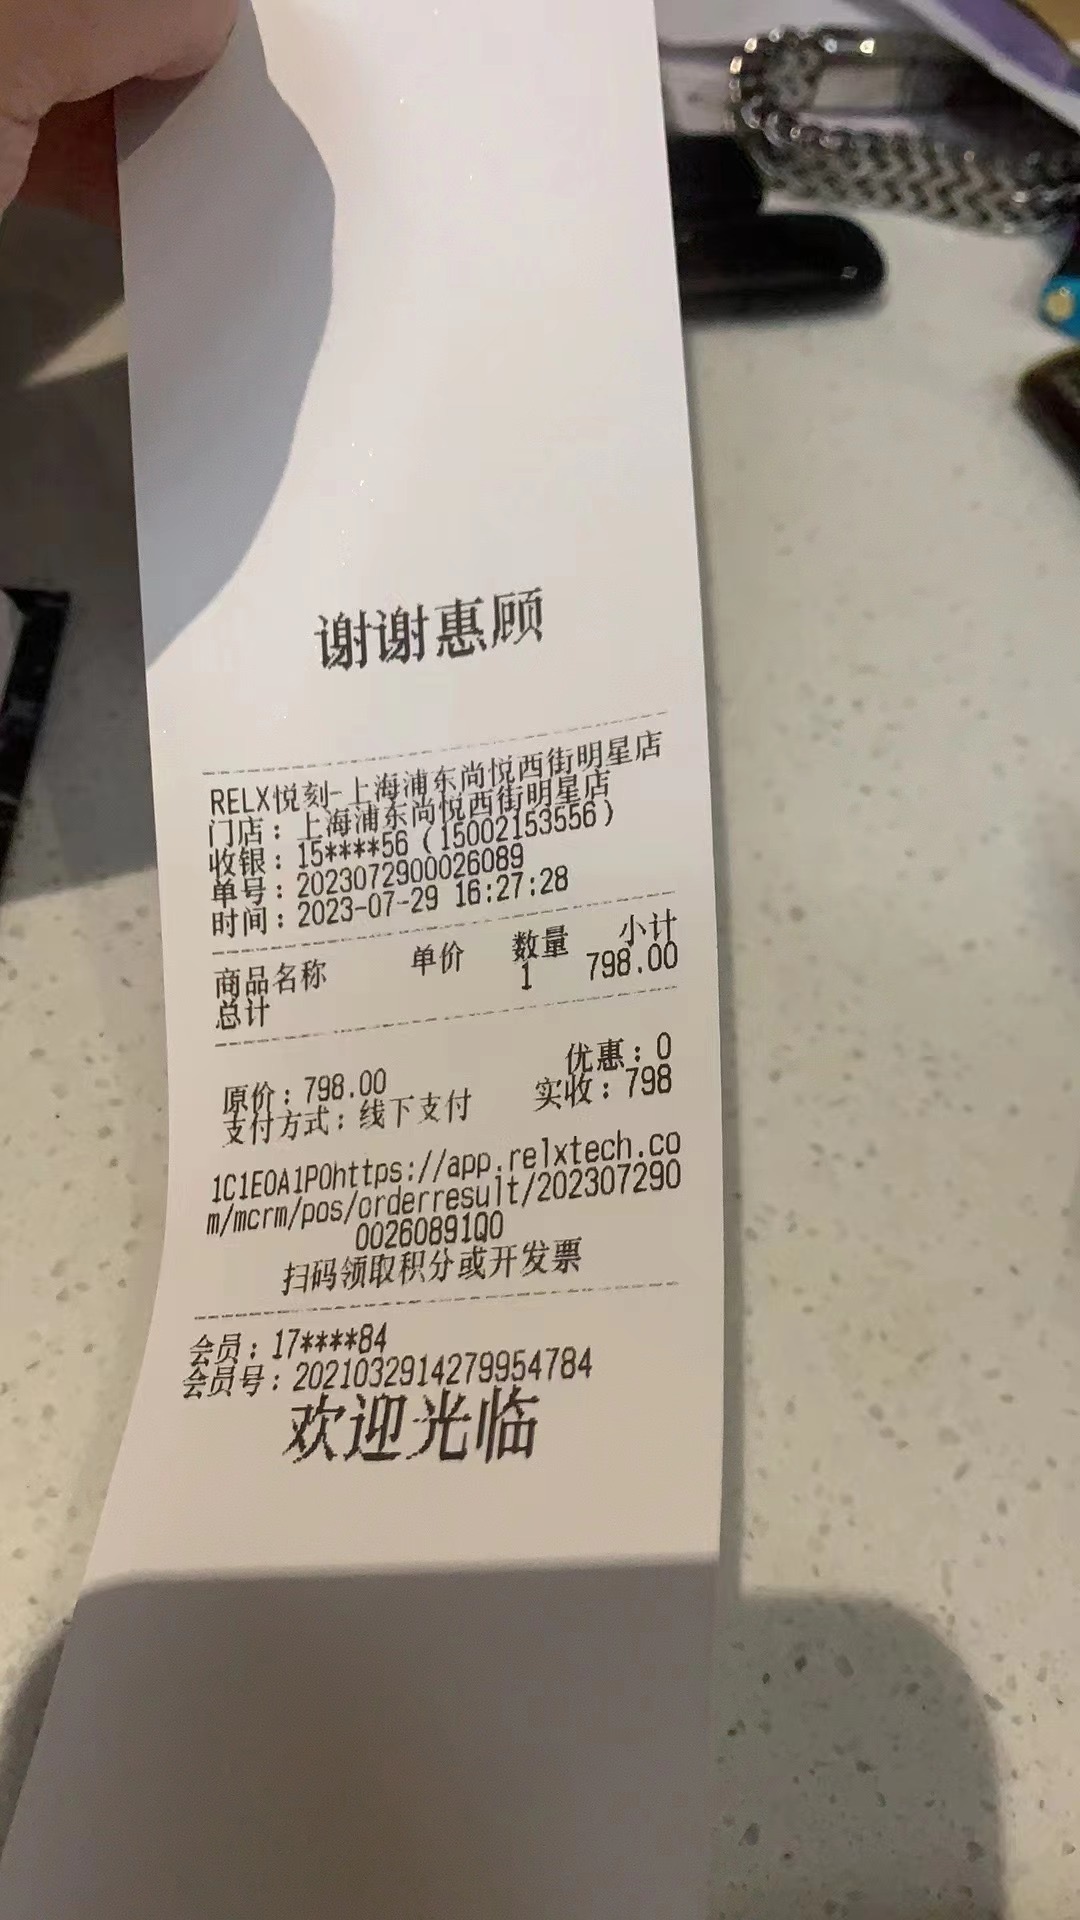 谢谢惠顾
RELX悦刻-上海浦东尚悦西街明星店
门店：上海浦东尚悦西街明星店
收银：15****56（15002153556）
单号：2023072900026089
时间：2023-07-29 16:27:28
商品名称 单价 数量 小计
总计 1 798.00
原价：798.00 优惠：0
支付方式：线下支付 实收：798
1C1E0A1P0https://app.relxtech.co
m/mcrm/pos/orderresult/202307290
00260891Q0
扫码领取积分或开发票
会员：17****84
会员号：2021032914279954784
欢迎光临